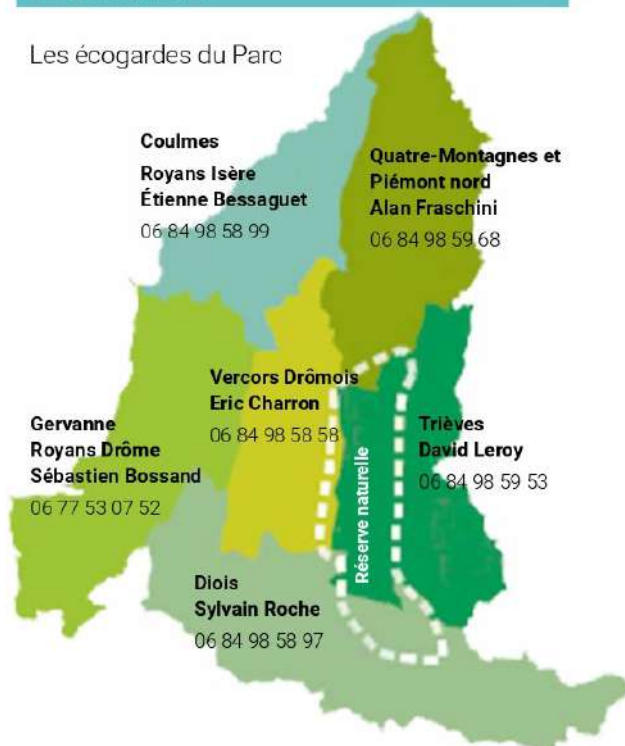 Les écogardes du Parc
Coulmes
Royans Isère
Étienne Bessaguet
06 84 98 58 99
Quatre-Montagnes et
Piémont nord
Alan Fraschini
06 84 98 59 68
Vercors Drômois
Eric Charron
06 84 98 58 58
Gervanne
Royans Drôme
Sébastien Bossand
06 77 53 07 52
Réserve naturelle
Trièves
David Leroy
06 84 98 59 53
Diois
Sylvain Roche
06 84 98 58 97